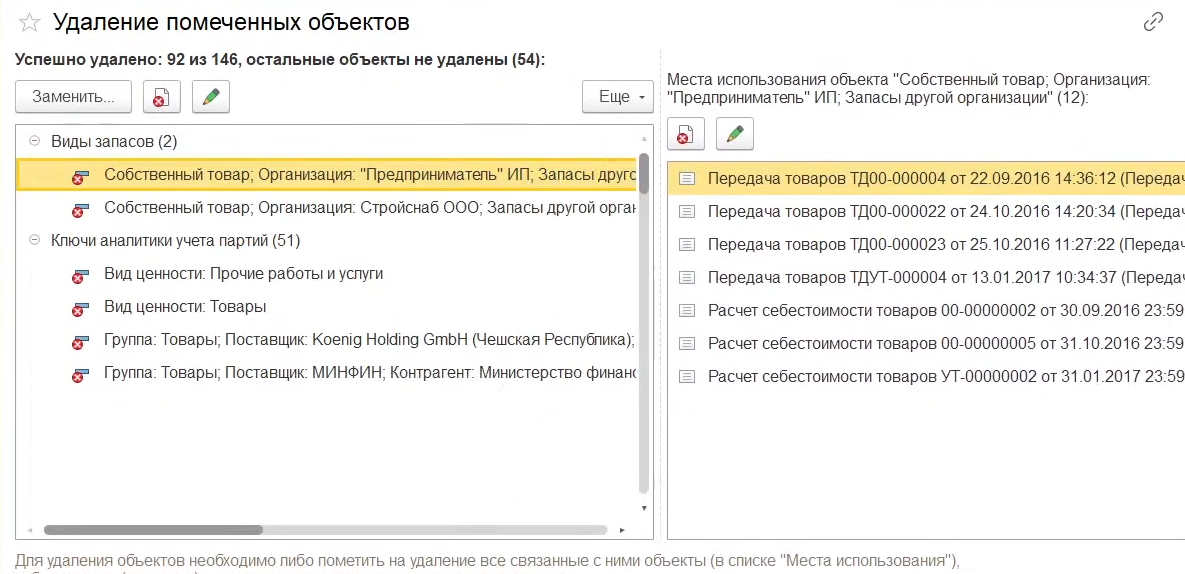 Удаление помеченных объектов
Успешно удалено: 92 из 146, остальные объекты не удалены (54):
Заменить...
Еще
Виды запасов (2)
Собственный товар; Организация: "Предприниматель" ИП; Запасы друго
Собственный товар; Организация: Стройснаб ООО; Запасы другой орган
Ключи аналитики учета партий (51)
Вид ценности: Прочие работы и услуги
Вид ценности: Товары
Группа: Товары; Поставщик: Koenig Holding GmbH (Чешская Республика);
Группа: Товары; Поставщик: МИНФИН; Контрагент: Министерство финанс
Места использования объекта "Собственный товар; Организация:
"Предприниматель" ИП; Запасы другой организации" (12):
Передача товаров ТД00-000004 от 22.09.2016 14:36:12 (Передач
Передача товаров ТД00-000022 от 24.10.2016 14:20:34 (Передач
Передача товаров ТД00-000023 от 25.10.2016 11:27:22 (Передач
Передача товаров ТДУТ-000004 от 13.01.2017 10:34:37 (Передач
Расчет себестоимости товаров 00-00000002 от 30.09.2016 23:59
Расчет себестоимости товаров 00-00000005 от 31.10.2016 23:59
Расчет себестоимости товаров УТ-00000002 от 31.01.2017 23:59
Для удаления объектов необходимо либо пометить на удаление все связанные с ними объекты (в списке "Места использования"),